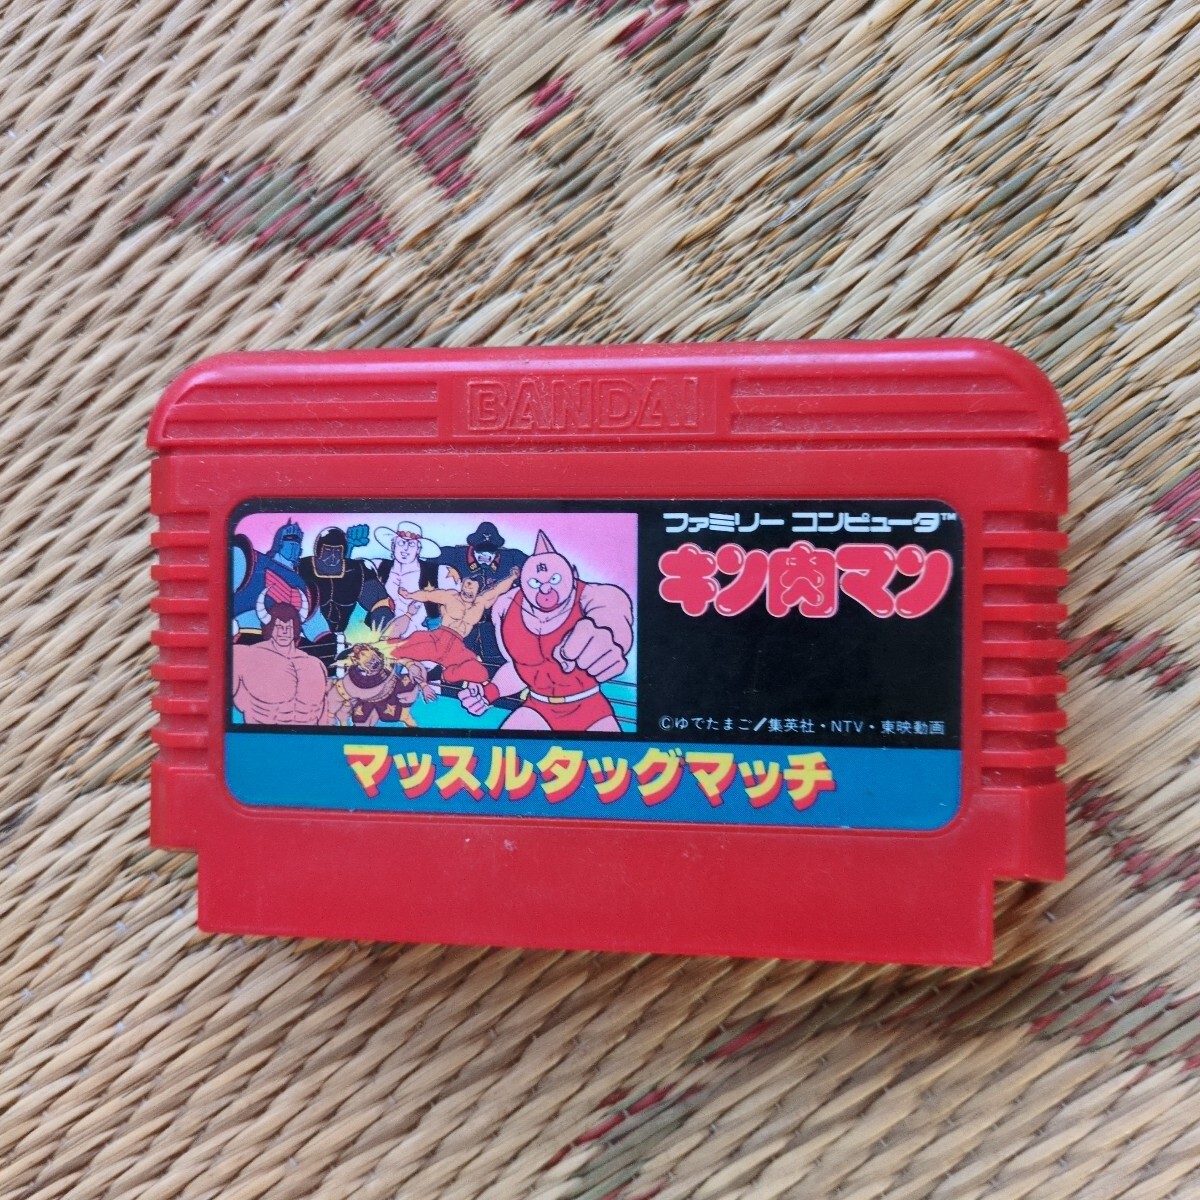 BANDAI
ファミリー コンピュータ™
キン肉マン
肉
©ゆでたまご/集英社・NTV・東映動画
マッスルタッグマッチ